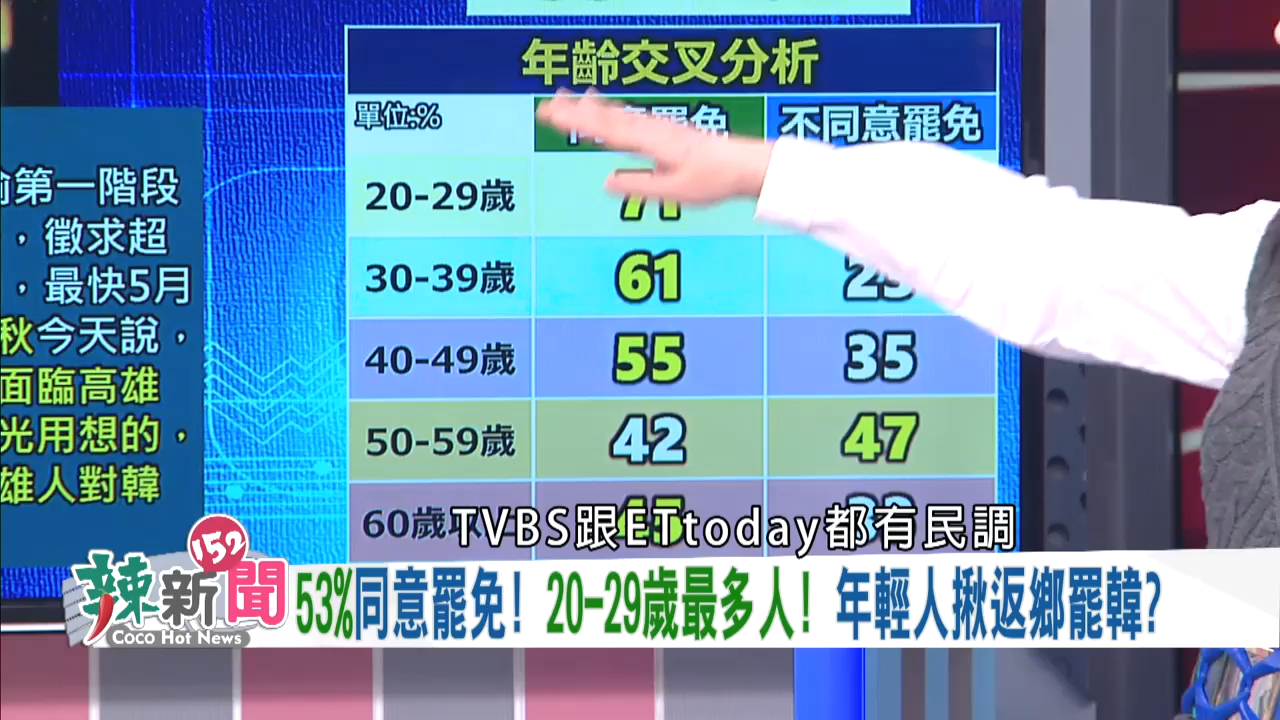 年齡交叉分析
單位:%
罷免
不同意罷免
第一階段
，徵求超
，最快5月
秋今天說，
面臨高雄
光用想的，
雄人對韓
20-29歲
71
30-39歲
61
40-49歲
55
35
50-59歲
42
47
60歲
TVBS跟ETtoday都有民調
152
辣新聞
Coco Hot News
53%同意罷免! 20-29歲最多人! 年輕人揪返鄉罷韓?